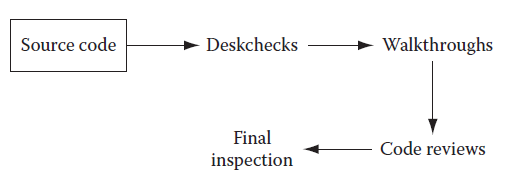 Source code
Deskchecks
Walkthroughs
Code reviews
Final
inspection